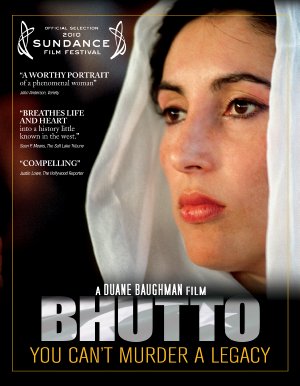 OFFICIAL SELECTION
2010
SUNDANCE
FILM FESTIVAL
"A WORTHY PORTRAIT
of a phenomenal woman"
John Anderson, Variety
"BREATHES LIFE
AND HEART
into a history little
known in the west."
Sean P. Means, The Salt Lake Tribune
"COMPELLING"
Justin Lowe, The Hollywood Reporter
A DUANE BAUGHMAN FILM
BHUTTO
YOU CAN'T MURDER A LEGACY